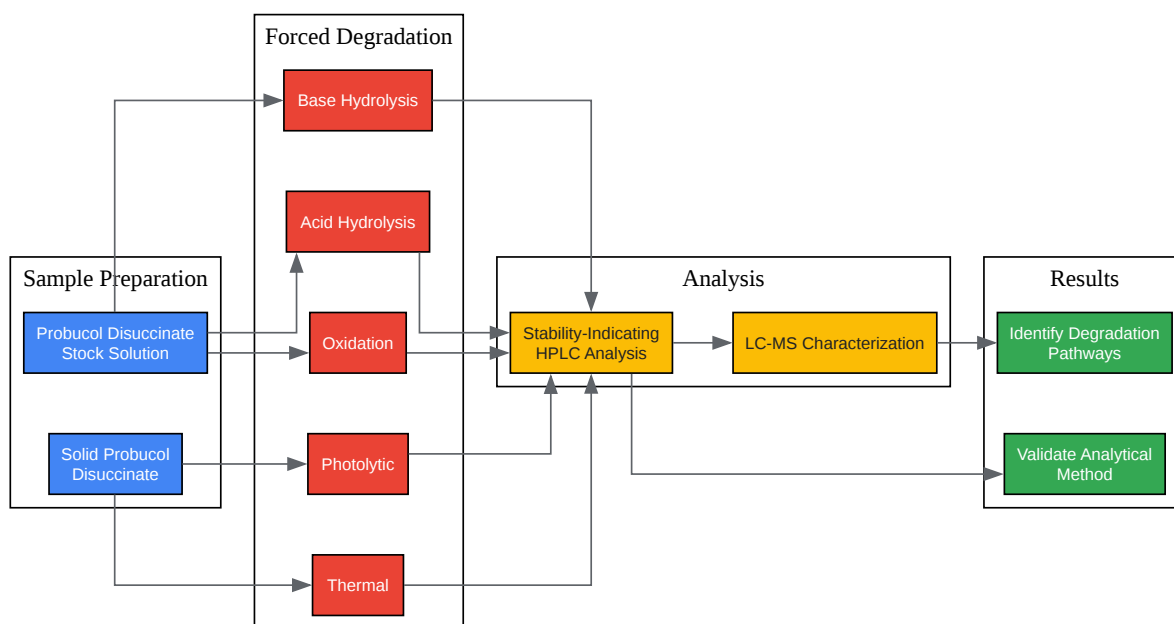 Forced Degradation
Base Hydrolysis
Acid Hydrolysis
Sample Preparation
Probucol Disuccinate
Stock Solution
Oxidation
Solid Probucol
Disuccinate
Photolytic
Thermal
Analysis
Stability-Indicating
HPLC Analysis
LC-MS Characterization
Results
Identify Degradation
Pathways
Validate Analytical
Method